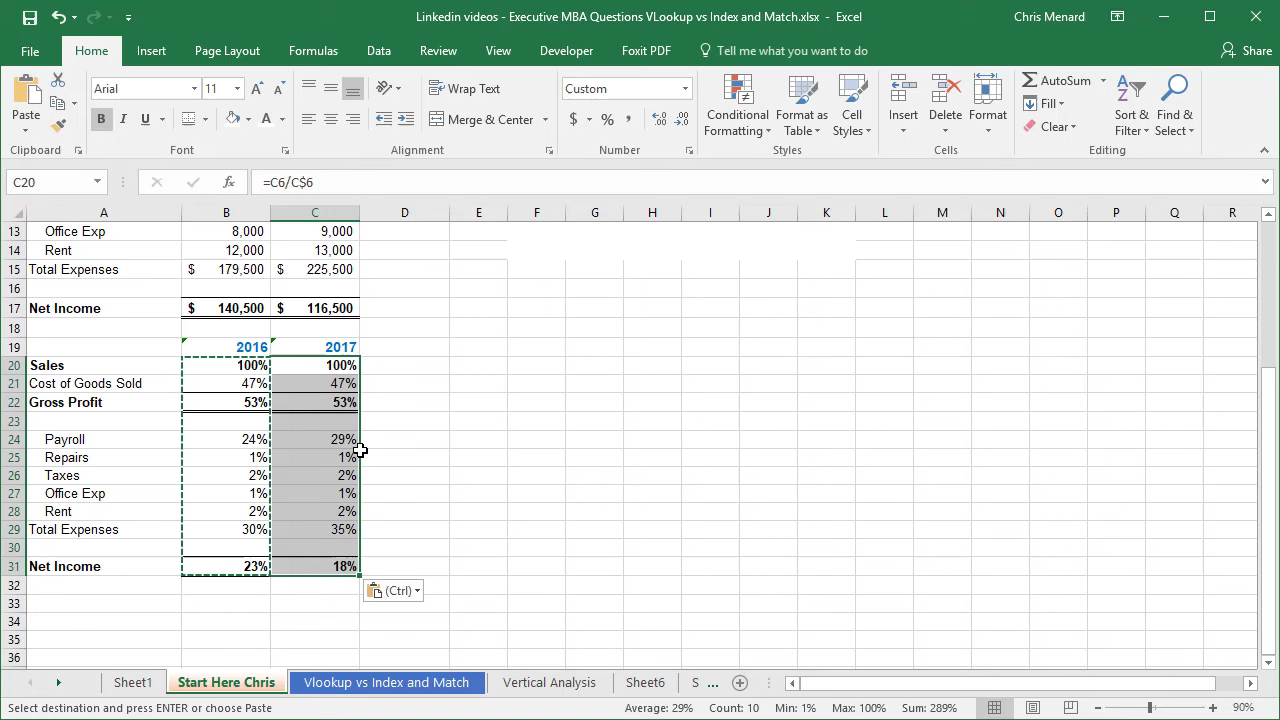 Linkedin videos - Executive MBA Questions VLookup vs Index and Match.xlsx - Excel Chris Menard
File Home Insert Page Layout Formulas Data Review View Developer Foxit PDF Tell me what you want to do Share
Paste Arial 11 A A Wrap Text Custom Conditional Formatting Format as Table Cell Styles Insert Delete Format AutoSum Sort & Filter Find & Select
B I U A Merge & Center $ % , Fill
Clear
Clipboard Font Alignment Number Styles Cells Editing
C20 fx =C6/C$6
A B C D E F G H I J K L M N O P Q R
13 Office Exp 8,000 9,000
14 Rent 12,000 13,000
15 Total Expenses $ 179,500 $ 225,500
16
17 Net Income $ 140,500 $ 116,500
18
19 2016 2017
20 Sales 100% 100%
21 Cost of Goods Sold 47% 47%
22 Gross Profit 53% 53%
23
24 Payroll 24% 29%
25 Repairs 1% 1%
26 Taxes 2% 2%
27 Office Exp 1% 1%
28 Rent 2% 2%
29 Total Expenses 30% 35%
30
31 Net Income 23% 18%
32 (Ctrl)
33
34
35
36
Sheet1 Start Here Chris Vlookup vs Index and Match Vertical Analysis Sheet6 S ...
Select destination and press ENTER or choose Paste Average: 29% Count: 10 Min: 1% Max: 100% Sum: 289% 90%